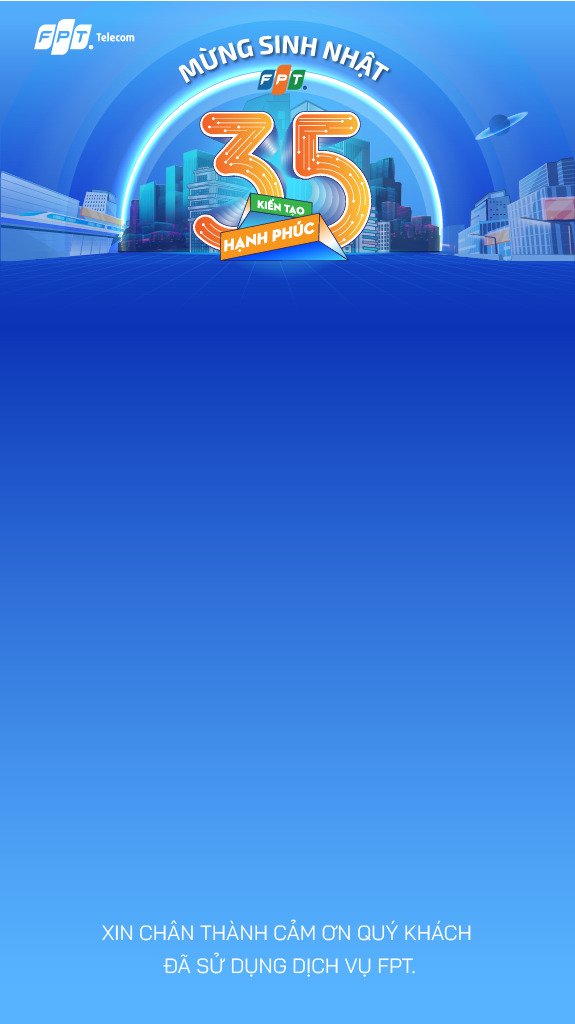 FPT Telecom
MỪNG SINH NHẬT
FPT
35
KIẾN TẠO
HẠNH PHÚC
XIN CHÂN THÀNH CẢM ƠN QUÝ KHÁCH
ĐÃ SỬ DỤNG DỊCH VỤ FPT.